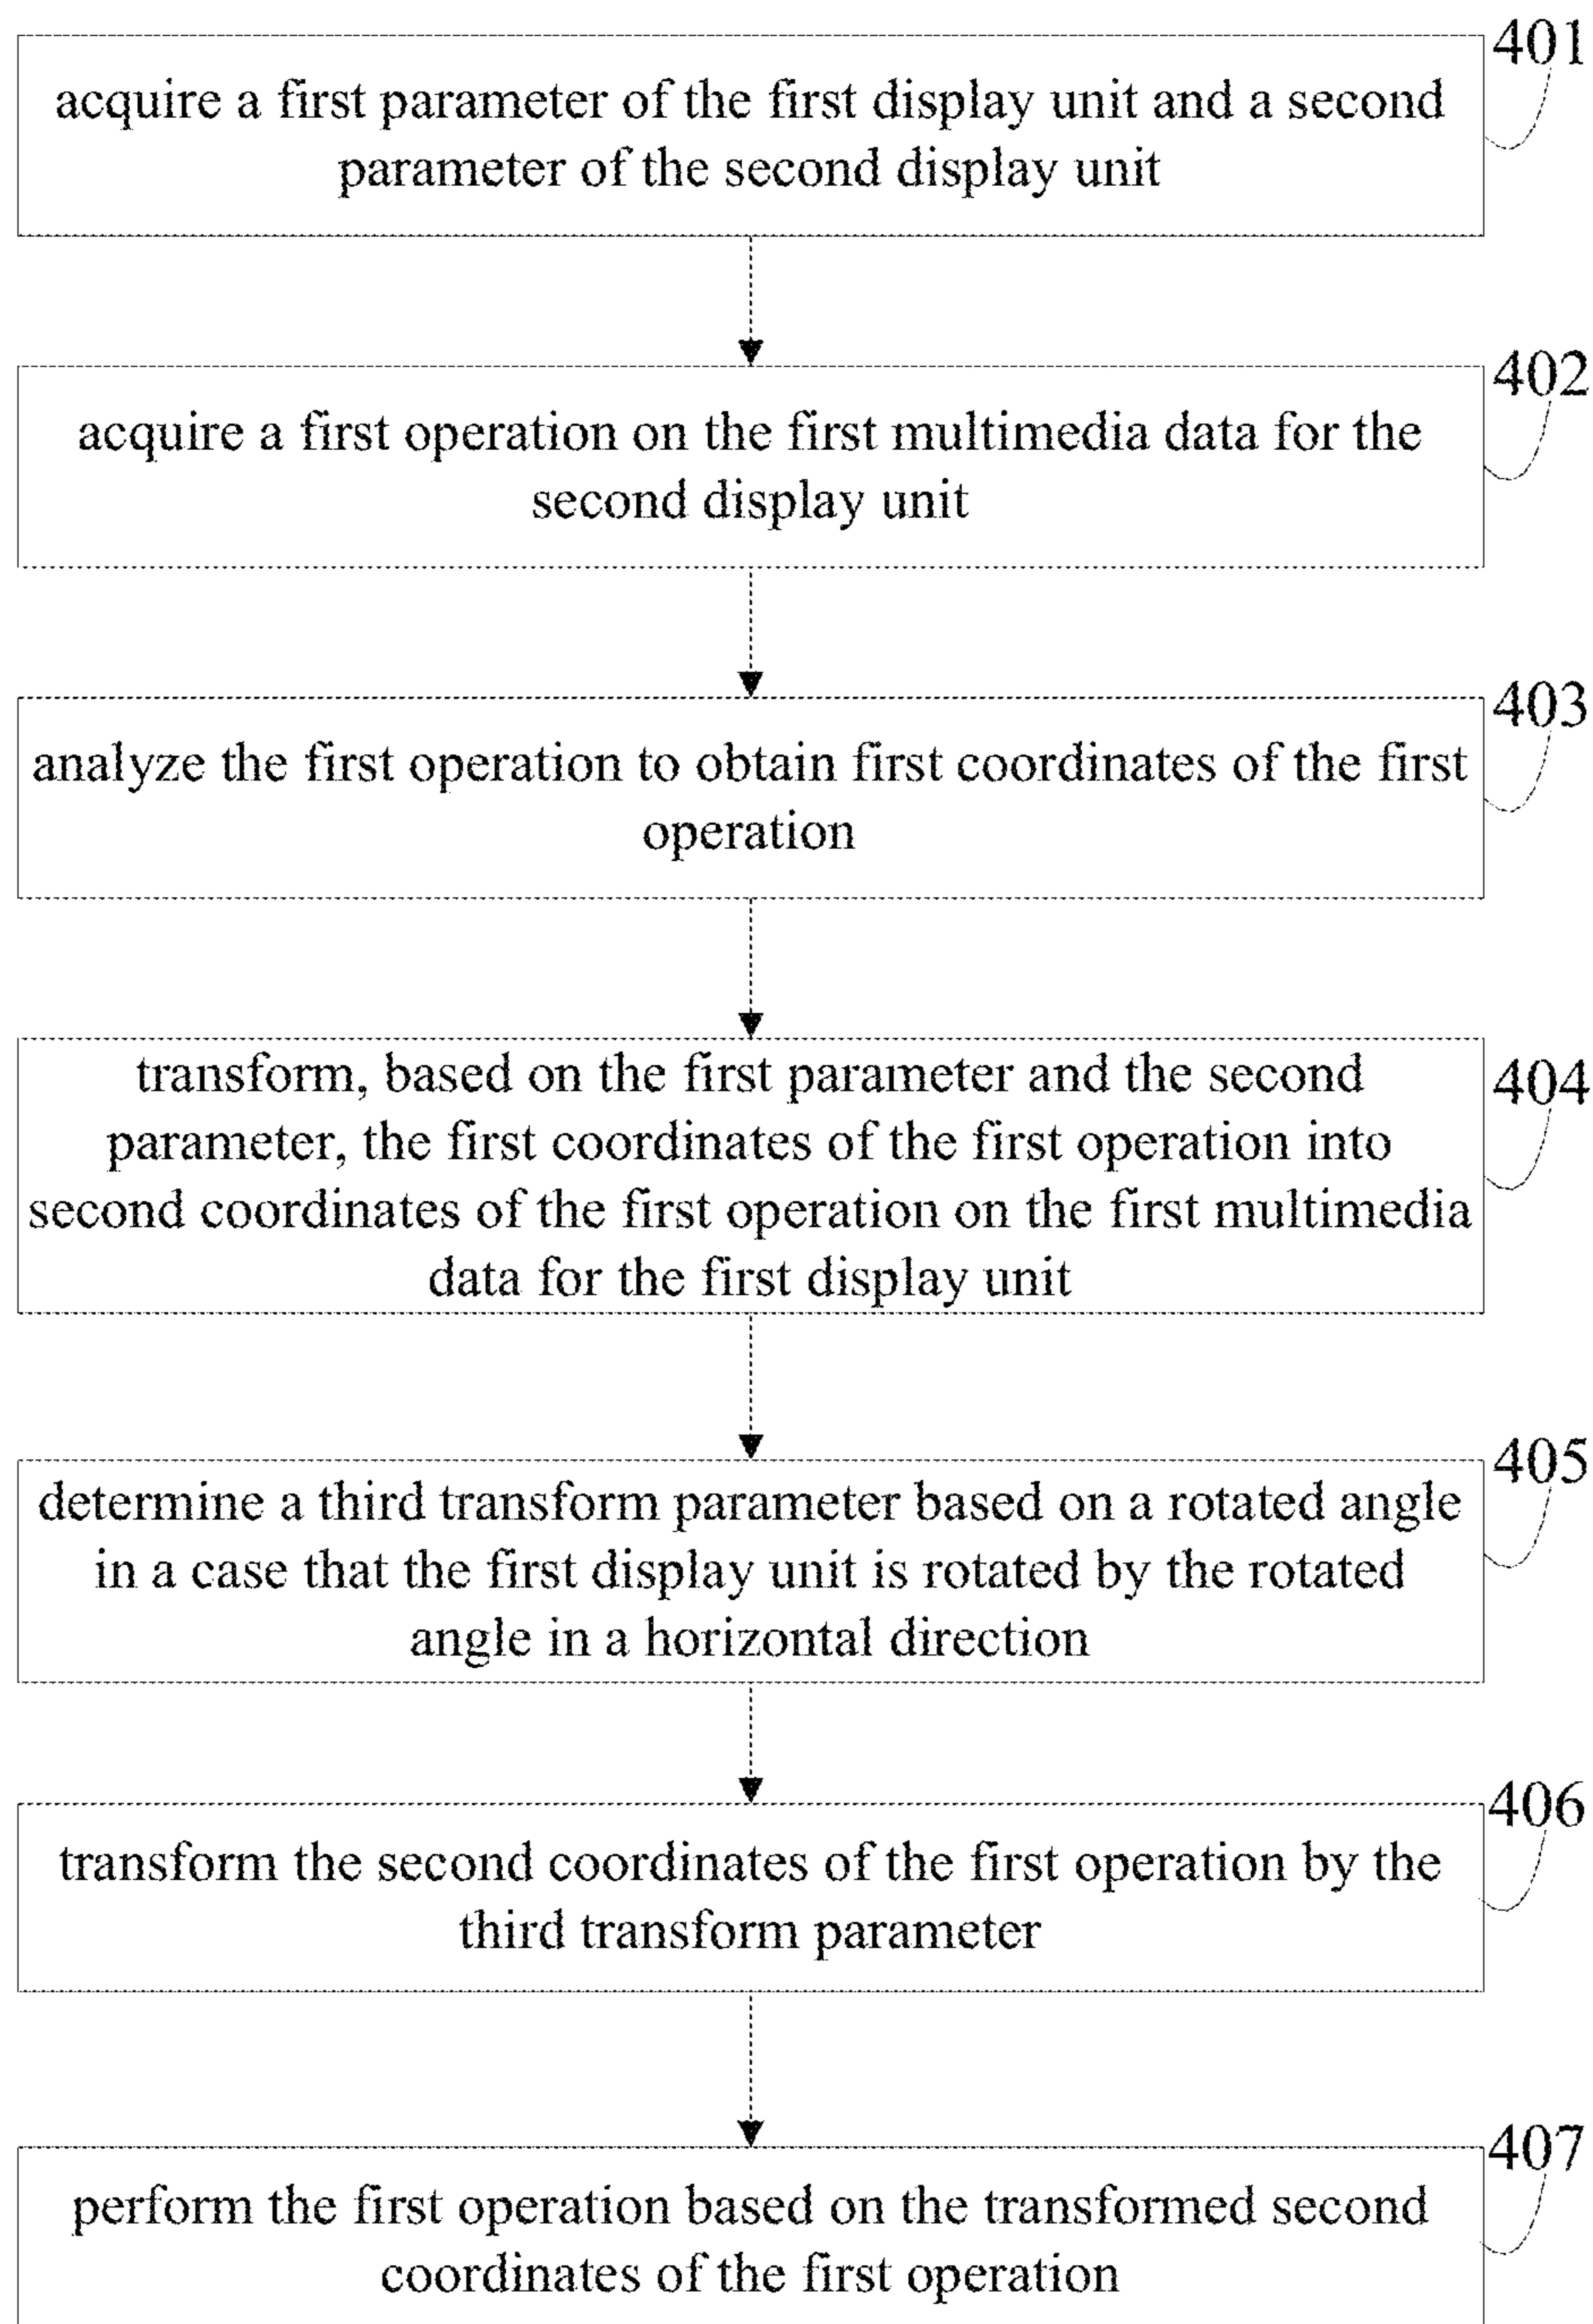 401
acquire a first parameter of the first display unit and a second
parameter of the second display unit
402
acquire a first operation on the first multimedia data for the
second display unit
403
analyze the first operation to obtain first coordinates of the first
operation
404
transform, based on the first parameter and the second
parameter, the first coordinates of the first operation into
second coordinates of the first operation on the first multimedia
data for the first display unit
405
determine a third transform parameter based on a rotated angle
in a case that the first display unit is rotated by the rotated
angle in a horizontal direction
406
transform the second coordinates of the first operation by the
third transform parameter
407
perform the first operation based on the transformed second
coordinates of the first operation